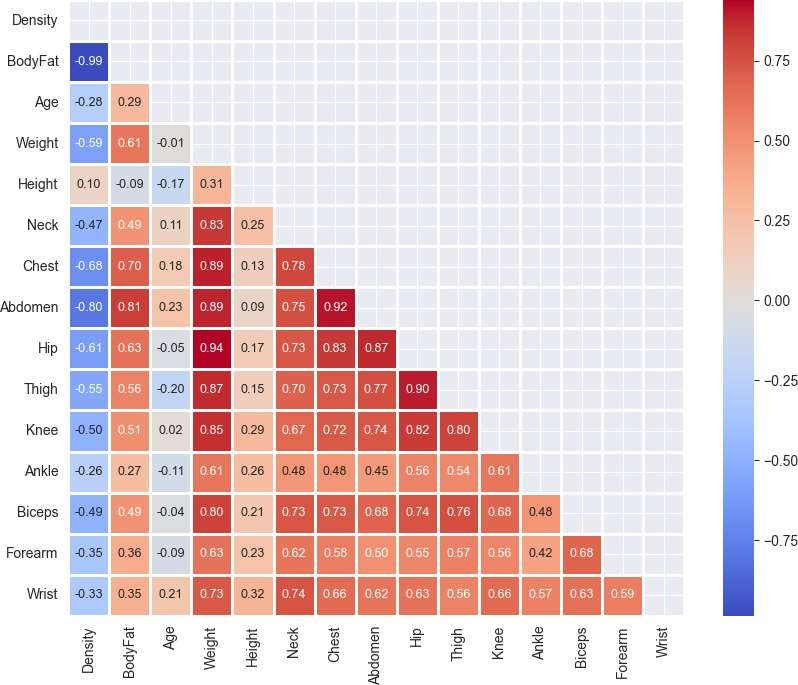 Density
BodyFat -0.99
Age -0.28 0.29
Weight -0.59 0.61 -0.01
Height 0.10 -0.09 -0.17 0.31
Neck -0.47 0.49 0.11 0.83 0.25
Chest -0.68 0.70 0.18 0.89 0.13 0.78
Abdomen -0.80 0.81 0.23 0.89 0.09 0.75 0.92
Hip -0.61 0.63 -0.05 0.94 0.17 0.73 0.83 0.87
Thigh -0.55 0.56 -0.20 0.87 0.15 0.70 0.73 0.77 0.90
Knee -0.50 0.51 0.02 0.85 0.29 0.67 0.72 0.74 0.82 0.80
Ankle -0.26 0.27 -0.11 0.61 0.26 0.48 0.48 0.45 0.56 0.54 0.61
Biceps -0.49 0.49 -0.04 0.80 0.21 0.73 0.73 0.68 0.74 0.76 0.68 0.48
Forearm -0.35 0.36 -0.09 0.63 0.23 0.62 0.58 0.50 0.55 0.57 0.56 0.42 0.68
Wrist -0.33 0.35 0.21 0.73 0.32 0.74 0.66 0.62 0.63 0.56 0.66 0.57 0.63 0.59
Density BodyFat Age Weight Height Neck Chest Abdomen Hip Thigh Knee Ankle Biceps Forearm Wrist
0.75
0.50
0.25
0.00
−0.25
−0.50
−0.75